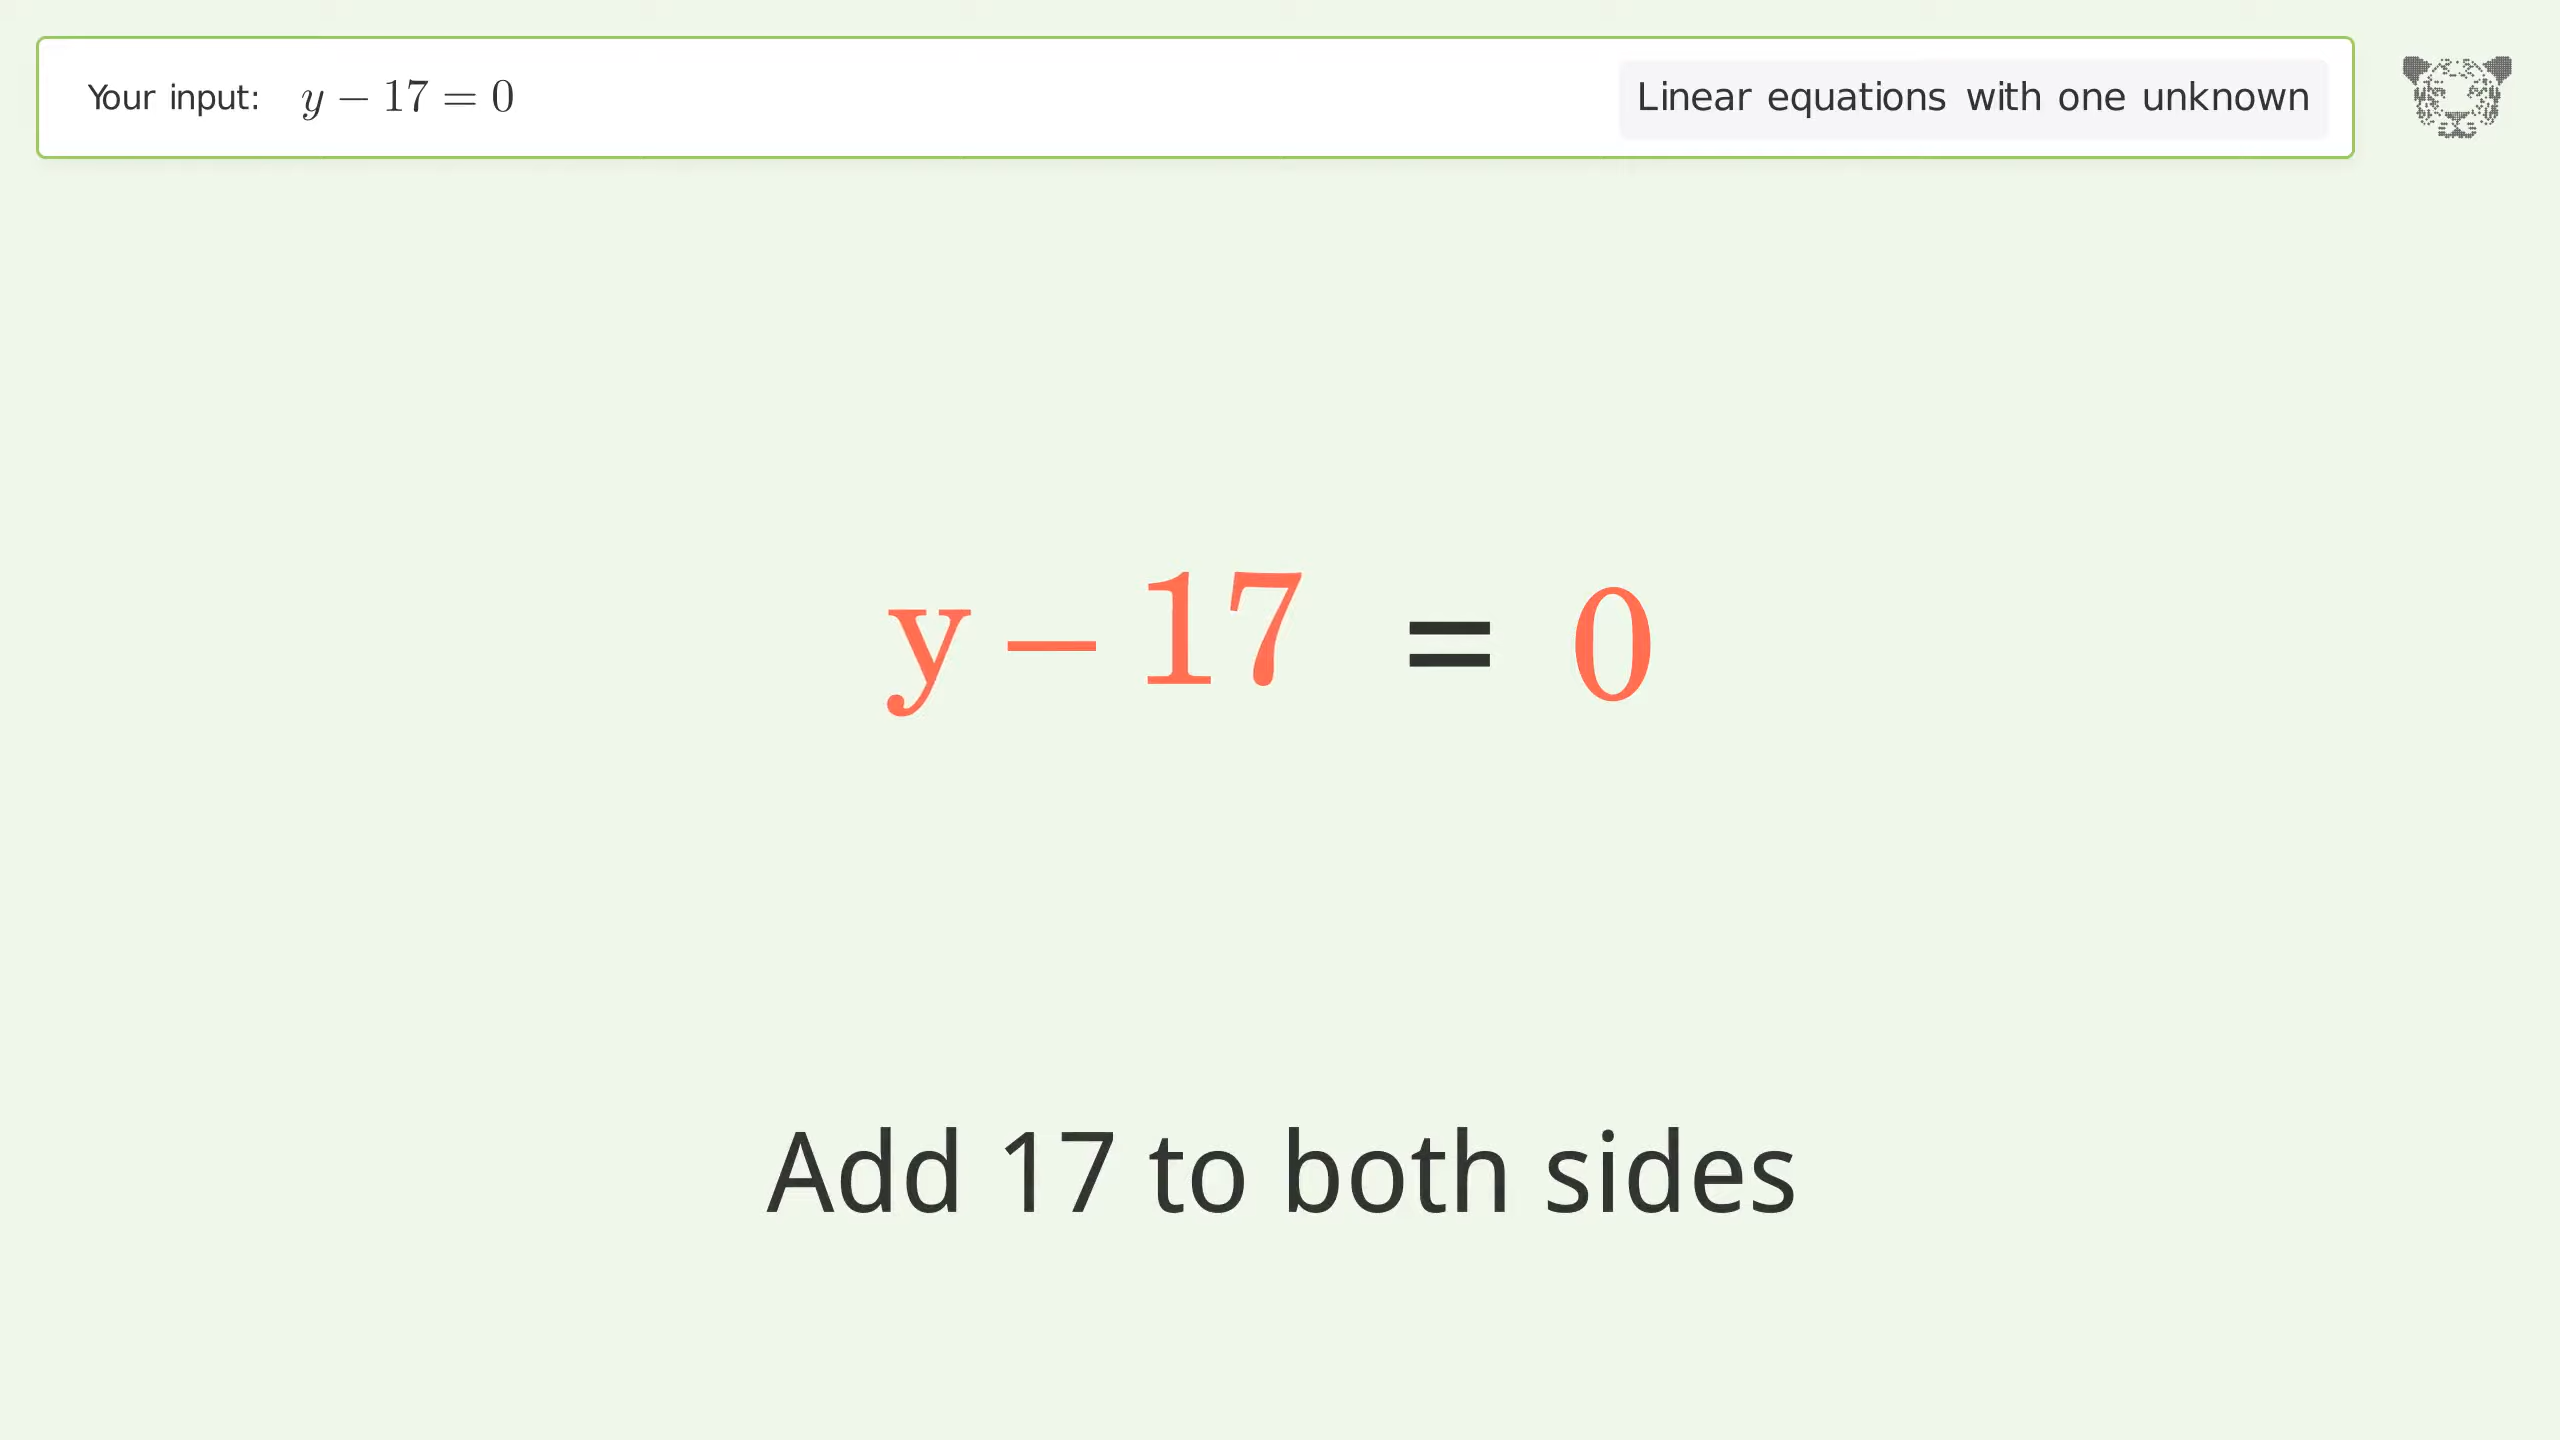 Your input: y − 17 = 0
Linear equations with one unknown
y − 17 = 0
Add 17 to both sides